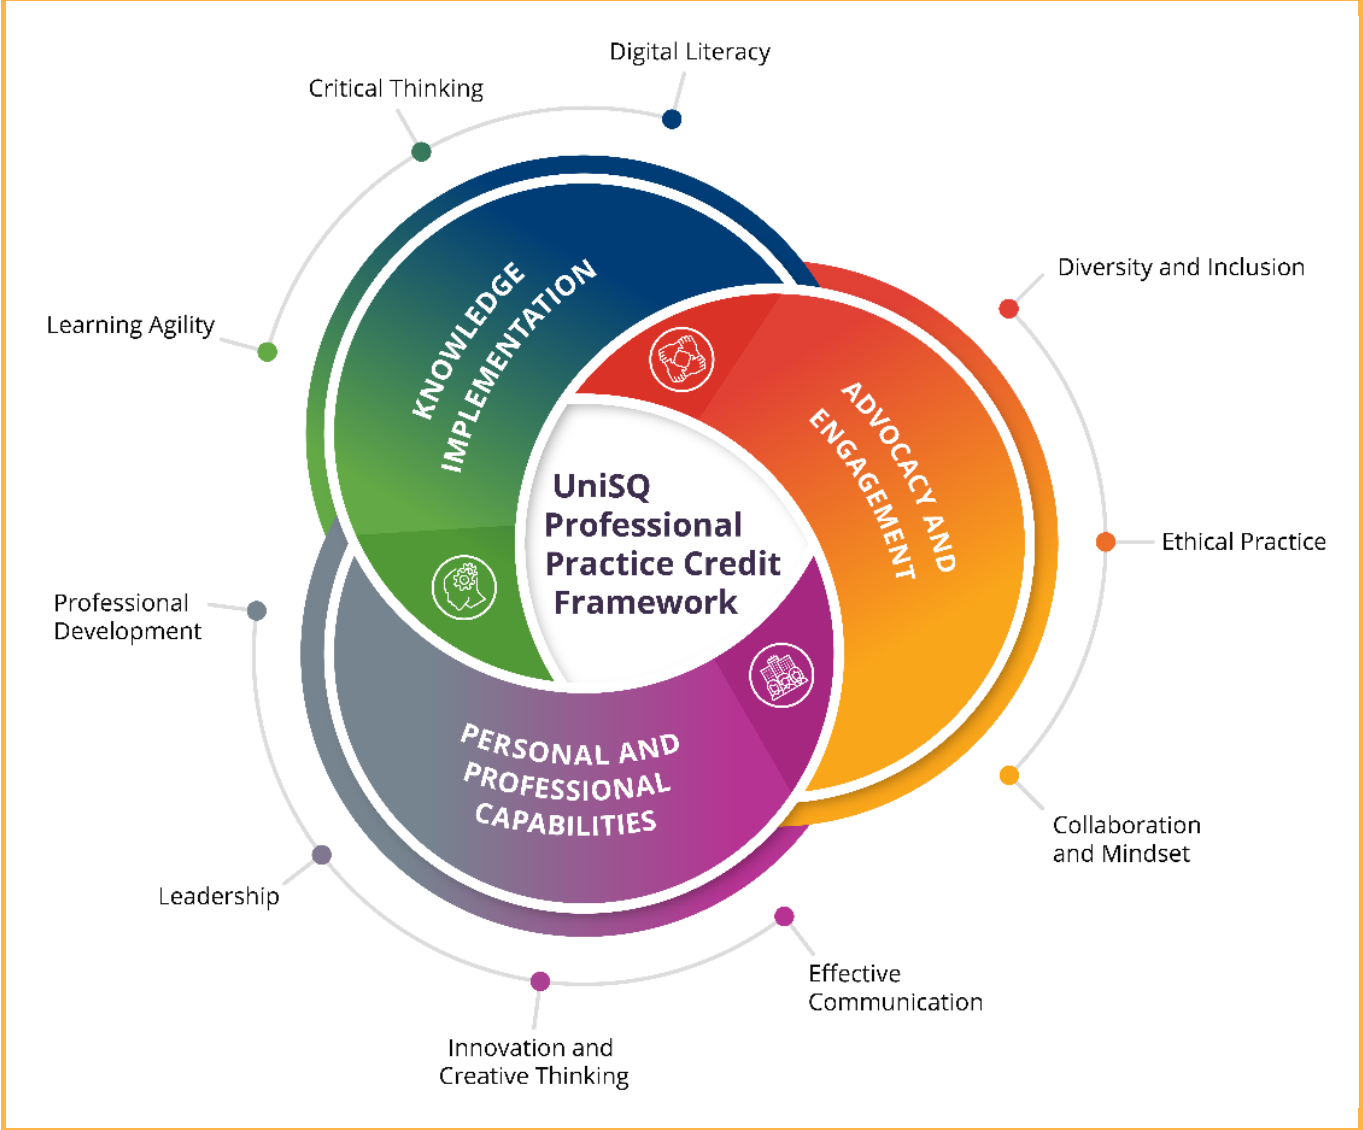 Digital Literacy
Critical Thinking
Learning Agility
KNOWLEDGE
IMPLEMENTATION
Diversity and Inclusion
ADVOCACY AND
ENGAGEMENT
Ethical Practice
Collaboration
and Mindset
UniSQ
Professional
Practice Credit
Framework
Professional
Development
PERSONAL AND
PROFESSIONAL
CAPABILITIES
Leadership
Effective
Communication
Innovation and
Creative Thinking